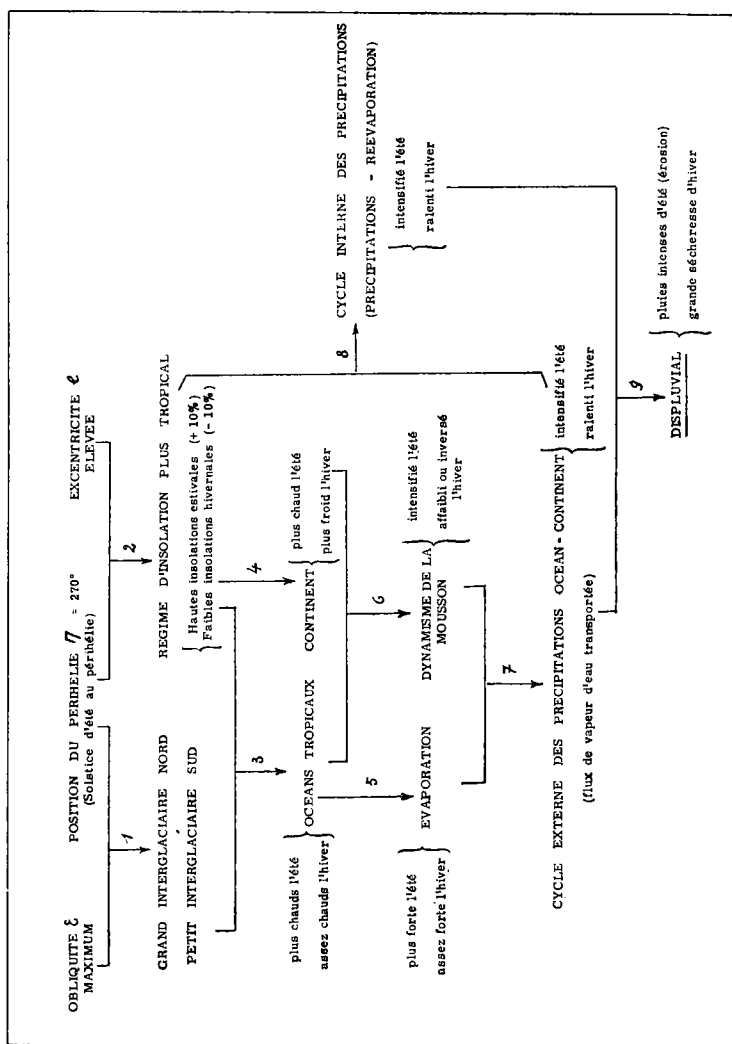 OBLIQUITE ε
MAXIMUM
POSITION DU PERIHELIE 7 = 270°
(Solstice d'été au périhélie)
EXCENTRICITE e
ELEVEE
1
2
GRAND INTERGLACIAIRE NORD
PETIT INTERGLACIAIRE SUD
REGIME D'INSOLATION PLUS TROPICAL
Hautes insolations estivales (+ 10%)
Faibles insolations hivernales (- 10%)
3
4
8
CYCLE INTERNE DES PRECIPITATIONS
(PRECIPITATIONS - REEVAPORATION)
intensifié l'été
ralenti l'hiver
plus chauds l'été
assez chauds l'hiver
OCEANS TROPICAUX
CONTINENT
plus chaud l'été
plus froid l'hiver
5
6
plus forte l'été
assez forte l'hiver
EVAPORATION
DYNAMISME DE LA
MOUSSON
intensifié l'été
affaibli ou inversé
l'hiver
7
CYCLE EXTERNE DES PRECIPITATIONS OCEAN-CONTINENT
(flux de vapeur d'eau transportée)
intensifié l'été
ralenti l'hiver
9
DISPLUVIAL
pluies intenses d'été (érosion)
grande sécheresse d'hiver